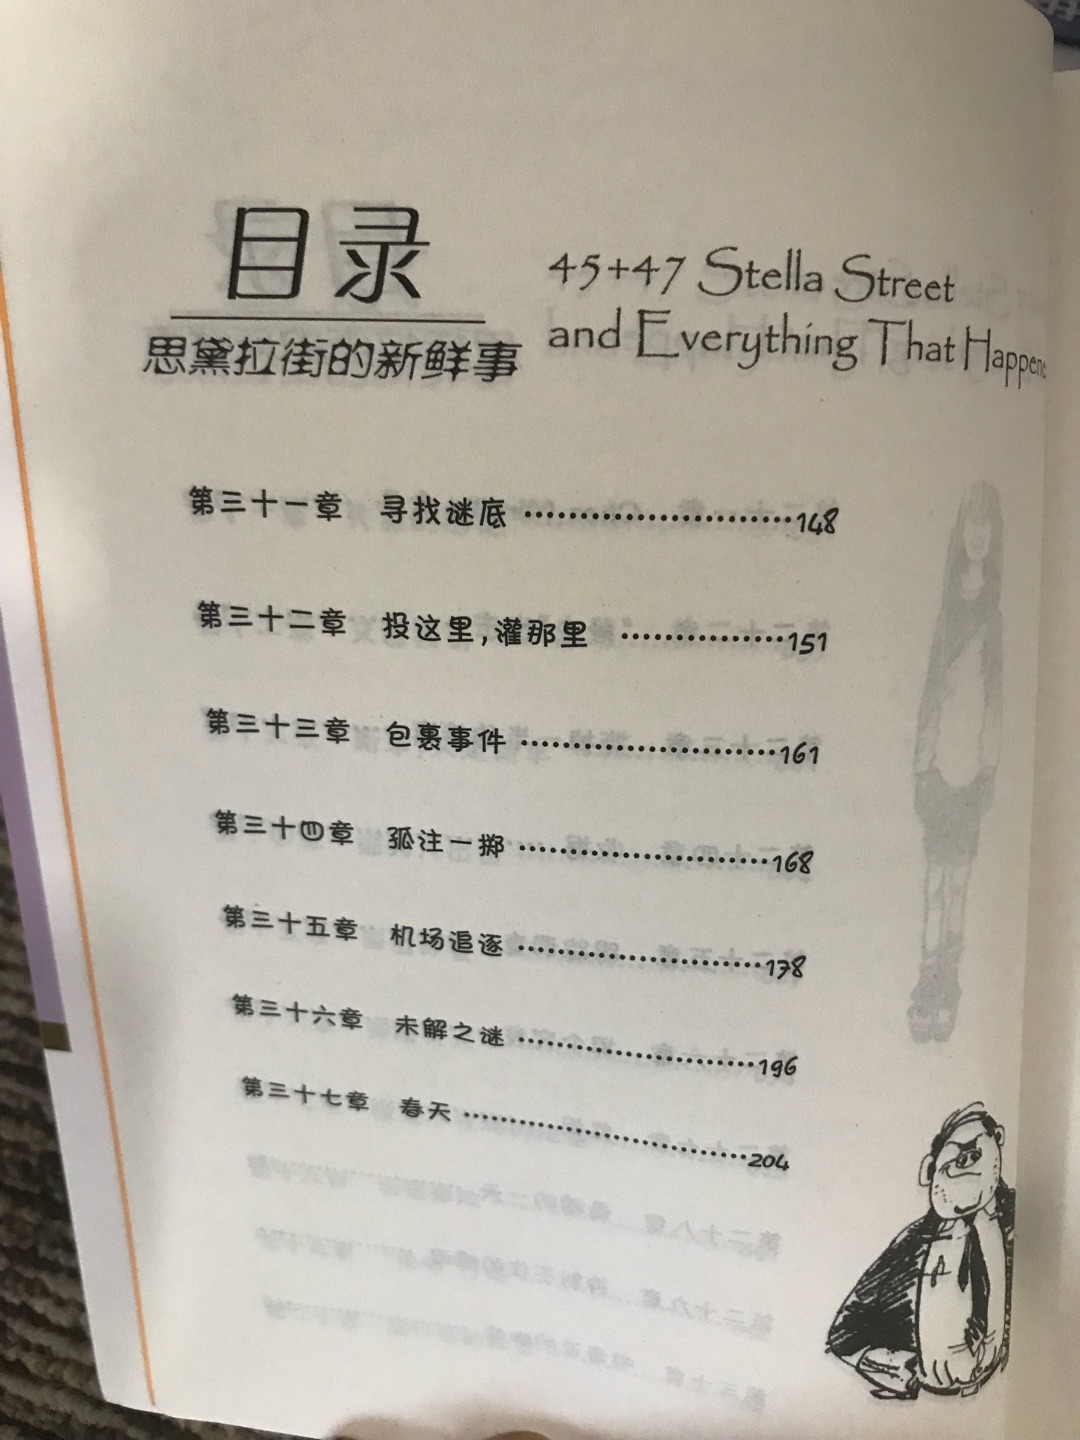 目录
思黛拉街的新鲜事
45+47 Stella Street
and Everything That Happened
第三十一章 寻找谜底 ………………………148
第三十二章 投这里,灌那里 ……………151
第三十三章 包裹事件 ………………………161
第三十四章 孤注一掷 ………………………168
第三十五章 机场追逐 ………………………178
第三十六章 未解之谜 ………………………196
第三十七章 春天 ………………………204